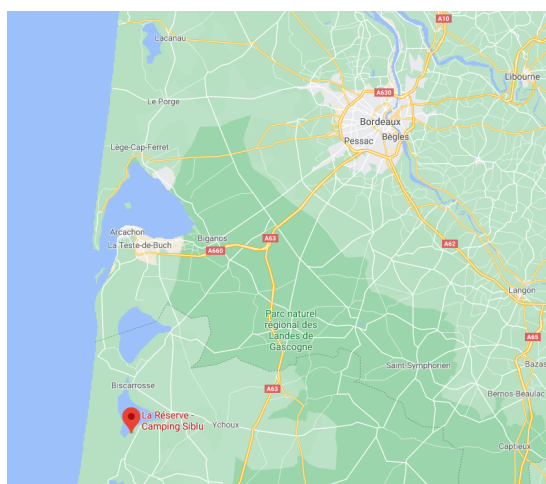 A10
Lacanau
Libourne
Le Porge
A630
Bordeaux
Pessac
Bègles
Lège-Cap-Ferret
Arcachon
La Teste-de-Buch
Biganos
A63
A660
A62
Langon
Parc naturel
régional des
Landes de
Gascogne
A65
Saint-Symphorien
Bazas
Biscarrosse
A63
Bernos-Beaulac
La Réserve -
Camping Siblu
Ychoux
Captieux